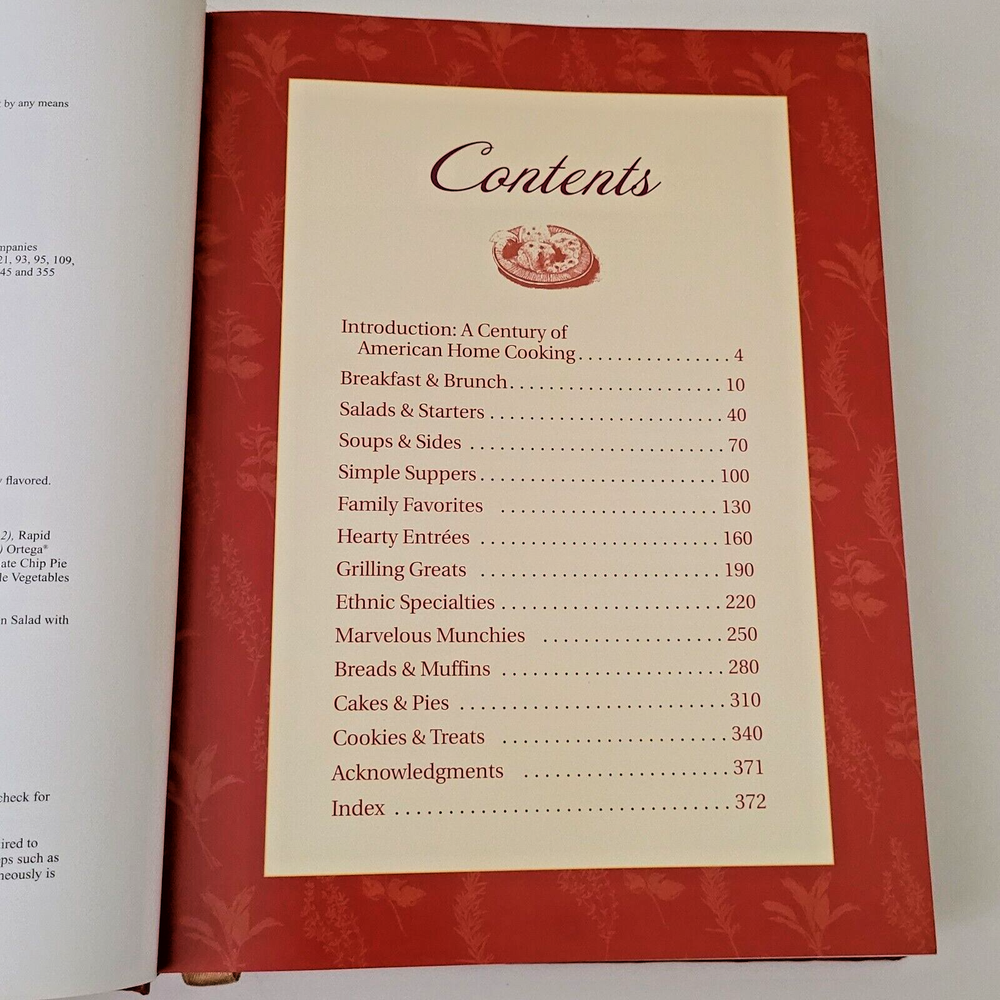 by any means
21, 93, 95, 109,
45 and 355
flavored.
2), Rapid
Ortega®
ate Chip Pie
Vegetables
n Salad with
check for
ired to
ps such as
neously is
Contents
Introduction: A Century of
American Home Cooking................ 4
Breakfast & Brunch....................... 10
Salads & Starters ......................... 40
Soups & Sides ........................... 70
Simple Suppers.......................... 100
Family Favorites ........................ 130
Hearty Entrées .......................... 160
Grilling Greats .......................... 190
Ethnic Specialties ........................ 220
Marvelous Munchies .................... 250
Breads & Muffins ........................ 280
Cakes & Pies ............................ 310
Cookies & Treats ........................ 340
Acknowledgments ...................... 371
Index ................................... 372